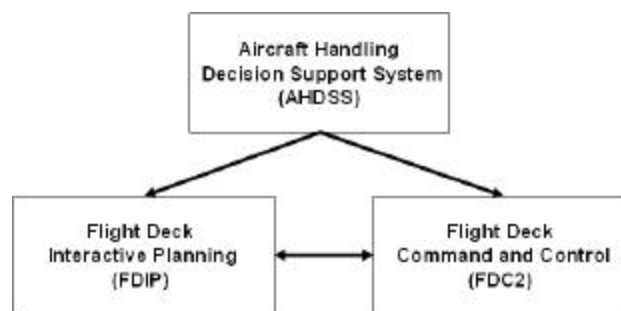 Aircraft Handling
Decision Support System
(AHDSS)
Flight Deck
Interactive Planning
(FDIP)
Flight Deck
Command and Control
(FDC2)